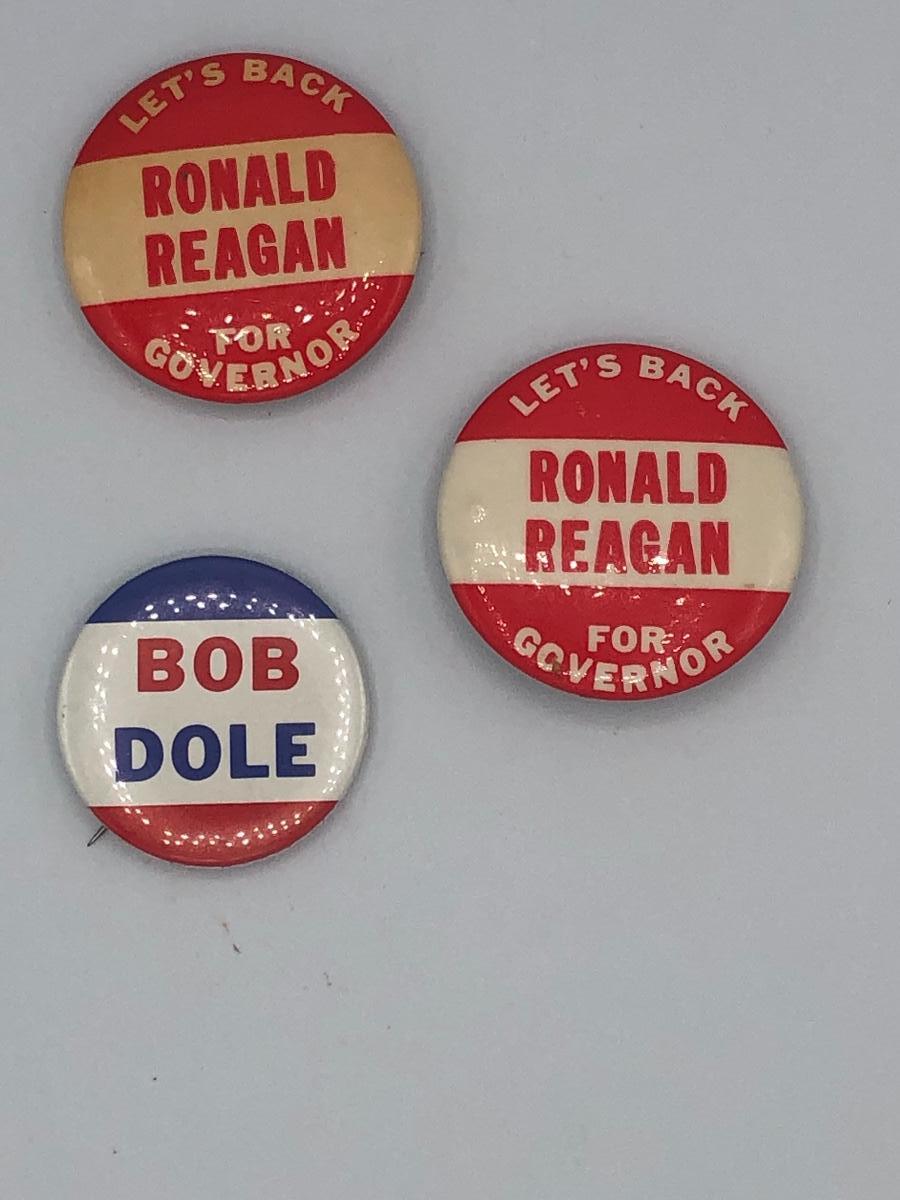 LET'S BACK
RONALD
REAGAN
FOR
GOVERNOR
LET'S BACK
RONALD
REAGAN
FOR
GOVERNOR
BOB
DOLE